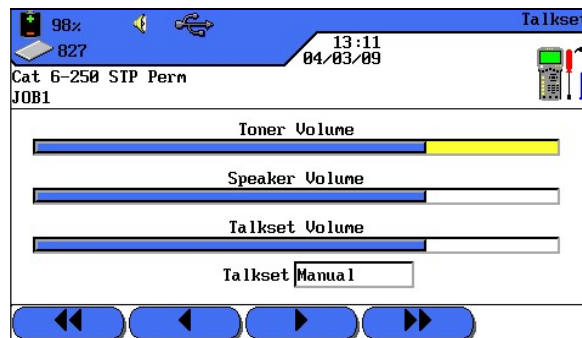 98% Talkset
827 13:11
04/03/09
Cat 6-250 STP Perm
JOB1
Toner Volume
Speaker Volume
Talkset Volume
Talkset Manual